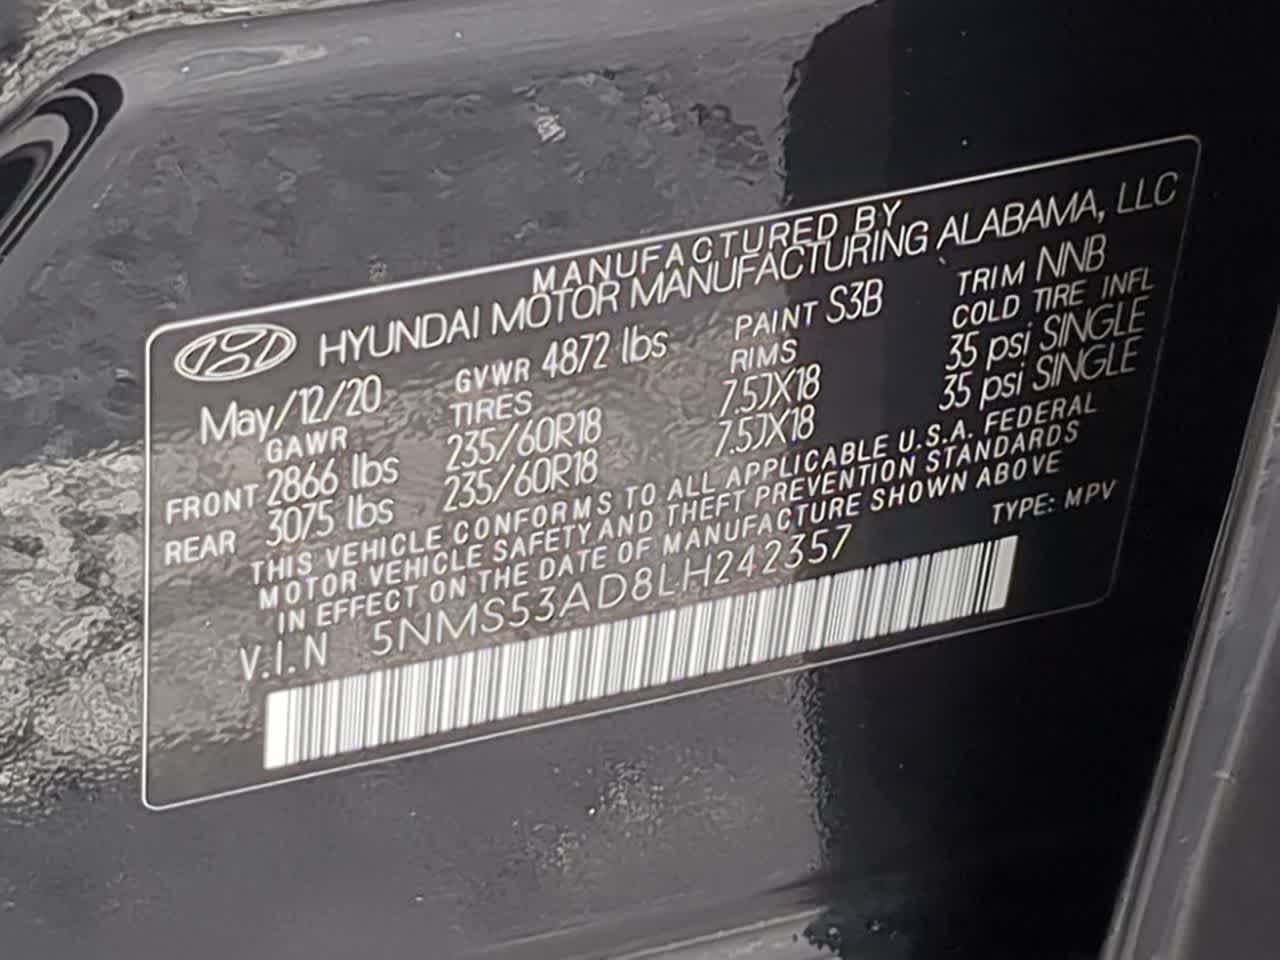 MANUFACTURED BY
HYUNDAI MOTOR MANUFACTURING ALABAMA, LLC
May/12/20 GVWR 4872 lbs PAINT S3B TRIM NNB
GAWR TIRES RIMS COLD TIRE INFL
FRONT 2866 lbs 235/60R18 7.5JX18 35 psi SINGLE
REAR 3075 lbs 235/60R18 7.5JX18 35 psi SINGLE
THIS VEHICLE CONFORMS TO ALL APPLICABLE U.S.A. FEDERAL
MOTOR VEHICLE SAFETY AND THEFT PREVENTION STANDARDS
IN EFFECT ON THE DATE OF MANUFACTURE SHOWN ABOVE
V.I.N 5NMS53AD8LH242357 TYPE: MPV